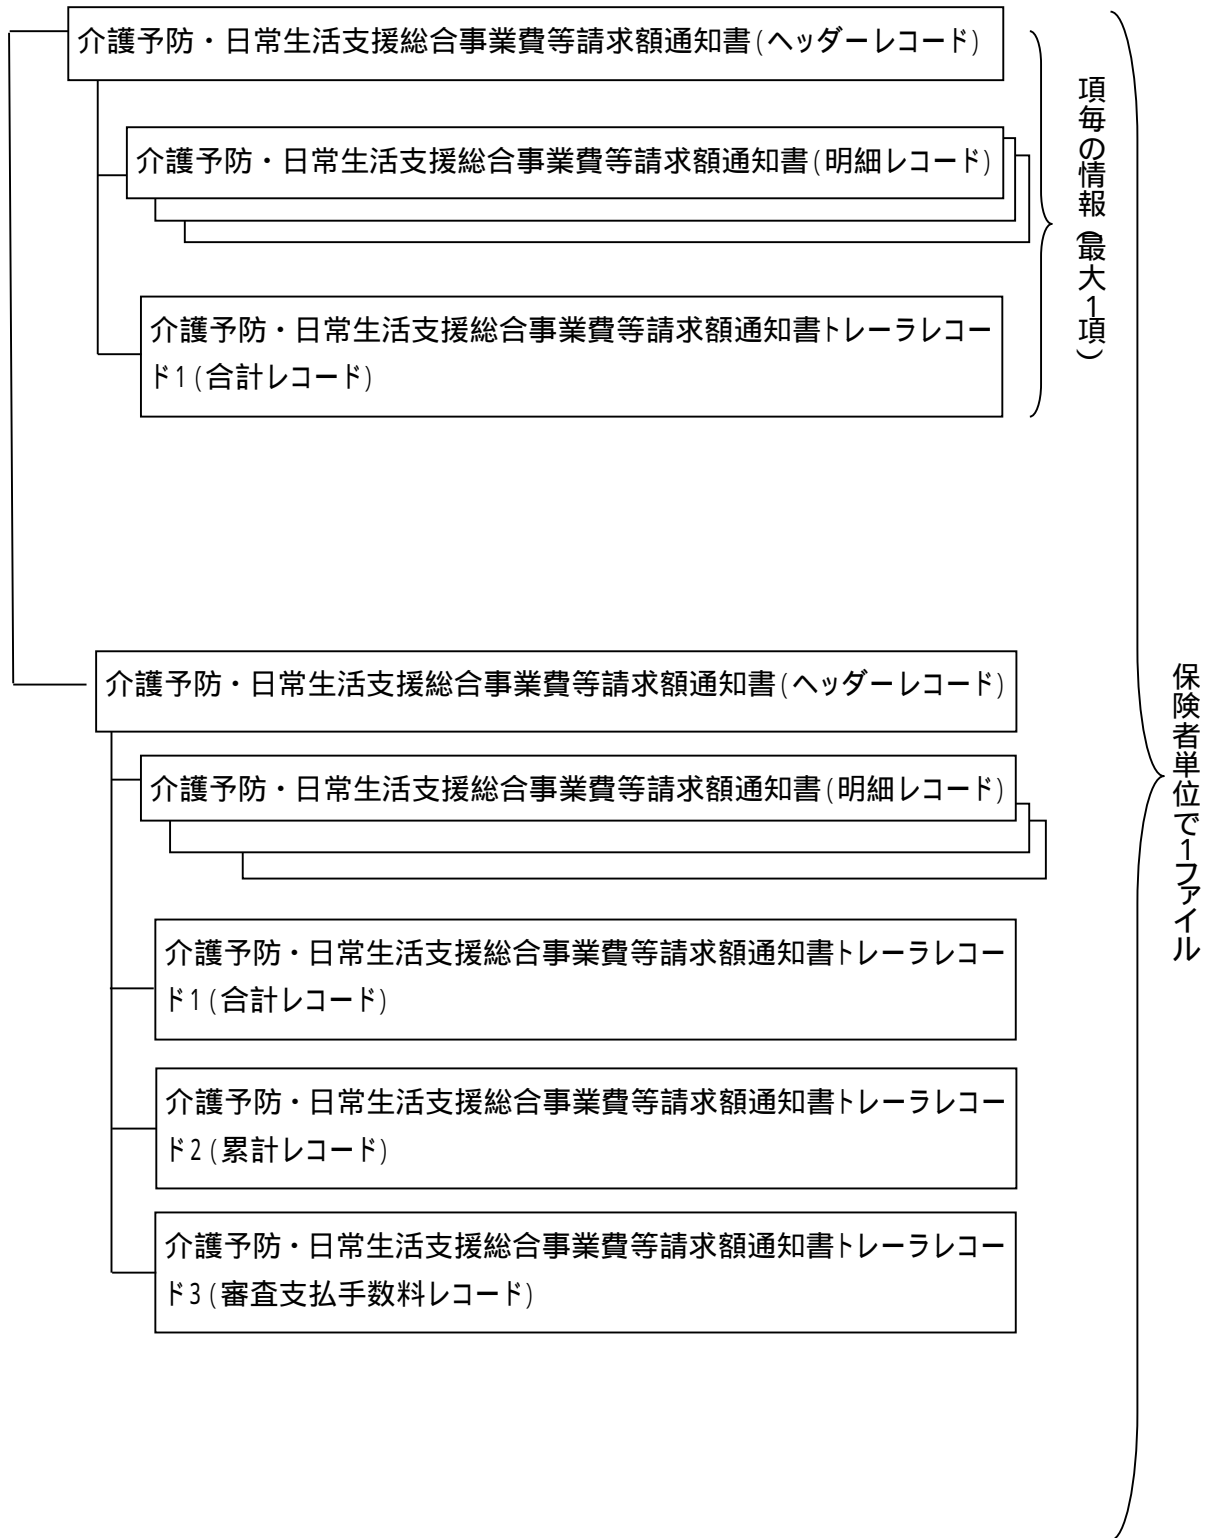 介護予防・日常生活支援総合事業費等請求額通知書(ヘッダーレコード)
介護予防・日常生活支援総合事業費等請求額通知書(明細レコード)
介護予防・日常生活支援総合事業費等請求額通知書トレーラレコー
ド1(合計レコード)
項毎の情報(最大1項)
介護予防・日常生活支援総合事業費等請求額通知書(ヘッダーレコード)
介護予防・日常生活支援総合事業費等請求額通知書(明細レコード)
介護予防・日常生活支援総合事業費等請求額通知書トレーラレコー
ド1(合計レコード)
介護予防・日常生活支援総合事業費等請求額通知書トレーラレコー
ド2(累計レコード)
介護予防・日常生活支援総合事業費等請求額通知書トレーラレコー
ド3(審査支払手数料レコード)
保険者単位で1ファイル